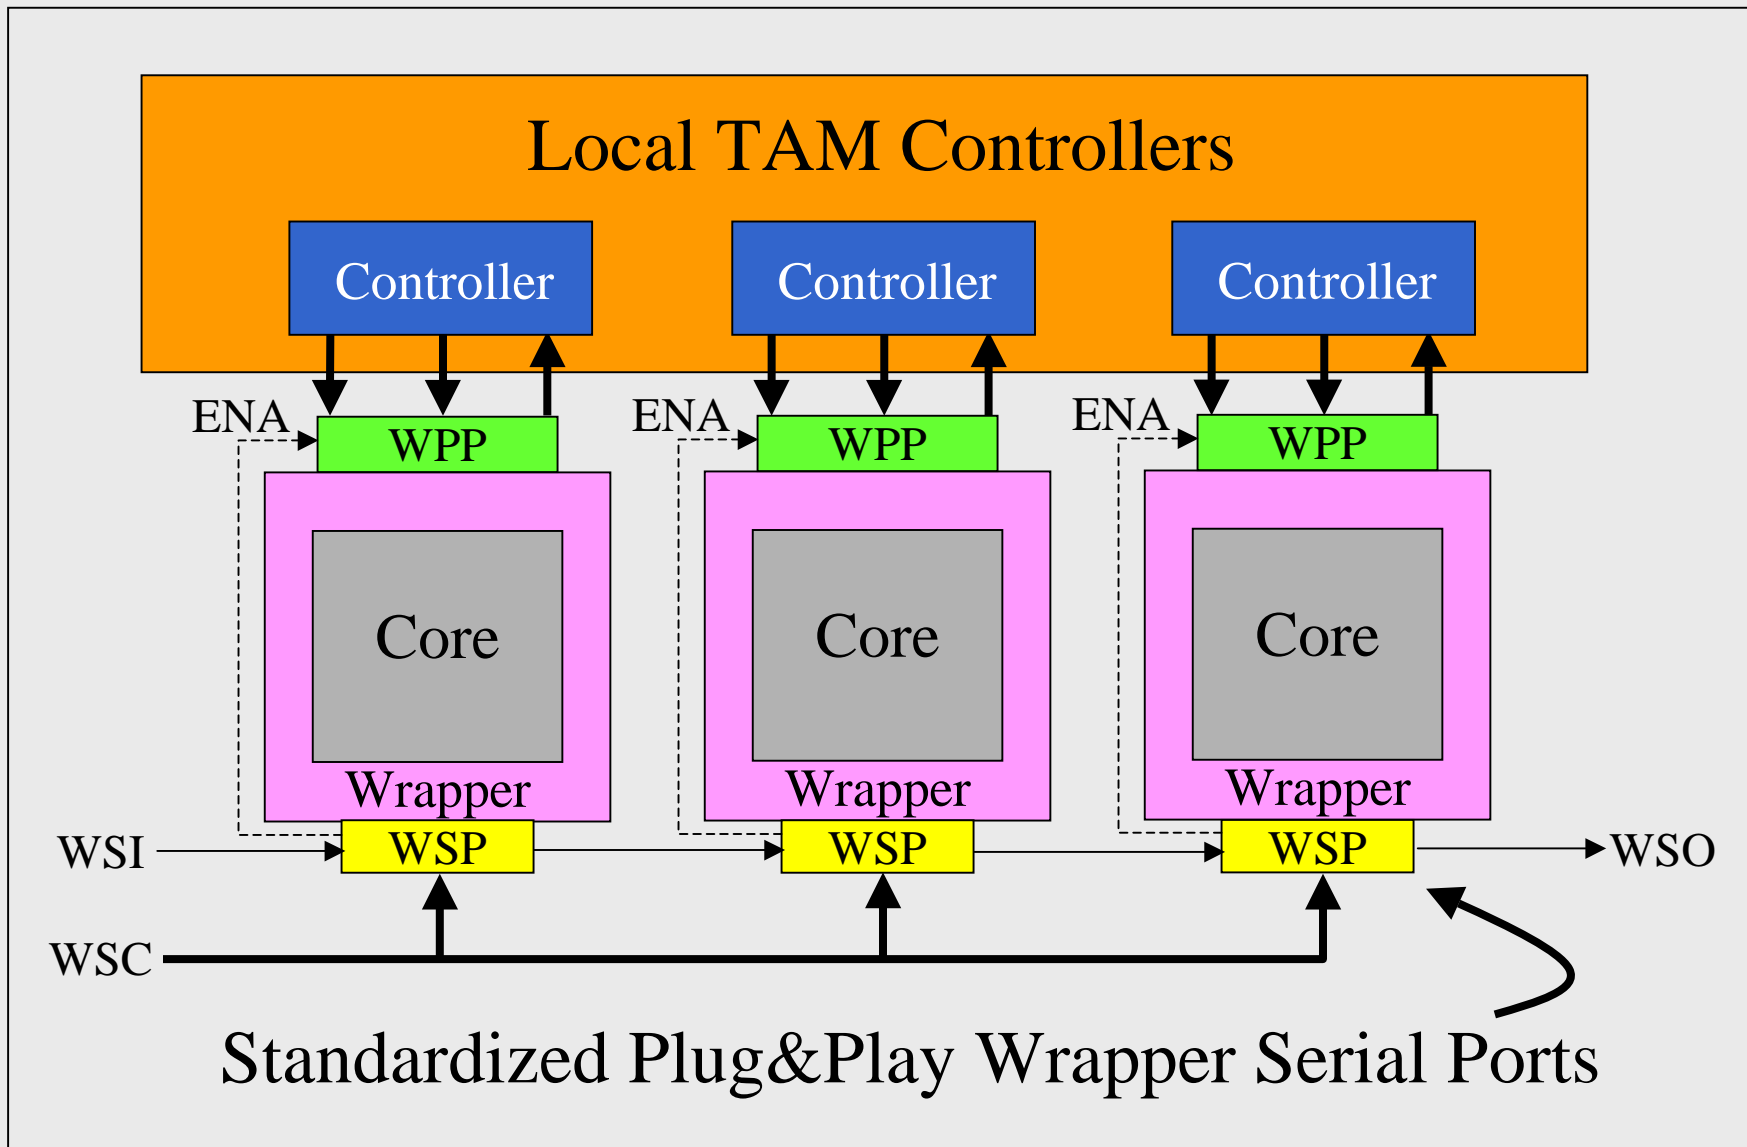 Local TAM Controllers
Controller Controller Controller
ENA ENA ENA
WPP WPP WPP
Core Core Core
Wrapper Wrapper Wrapper
WSI WSP WSP WSP WSO
WSC
Standardized Plug&Play Wrapper Serial Ports